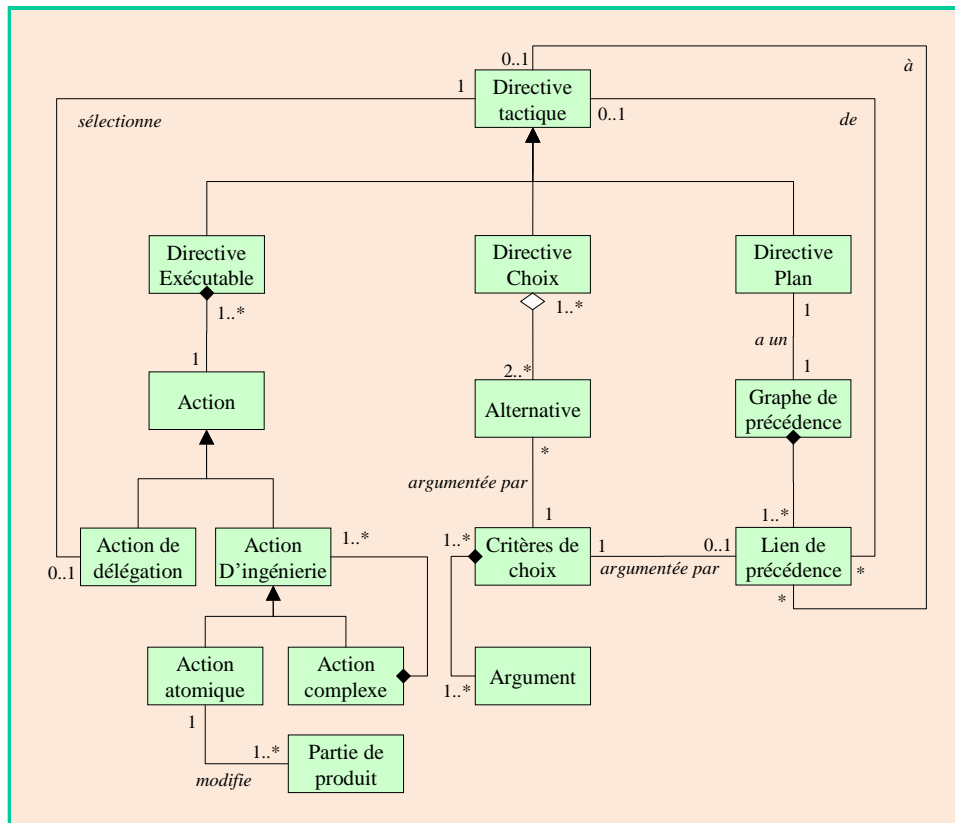 0..1
à
1
Directive
tactique
0..1
sélectionne
de
Directive
Exécutable
Directive
Choix
Directive
Plan
1..*
1..*
1
a un
1
2..*
1
Action
Alternative
Graphe de
précédence
*
argumentée par
1
1..*
Action de
délégation
Action
D'ingénierie
1..*
1..*
Critères de
choix
1
0..1
argumentée par
Lien de
précédence
*
0..1
*
Action
atomique
Action
complexe
Argument
1..*
1
1..*
Partie de
produit
modifie